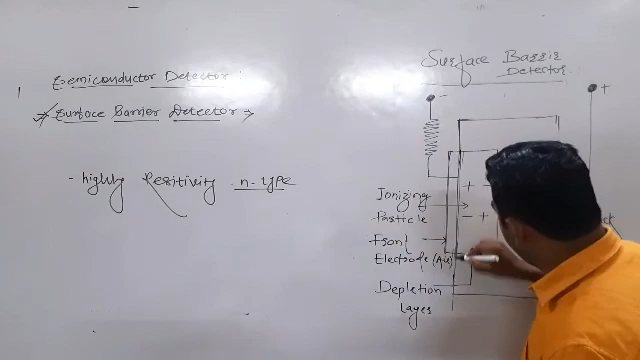 Semiconductor Detector :
Surface Barrier Detector
- highly resistivity n-type
Surface Barrier
Detector
-
+
Ionizing
Particle
+
- +
Front
Electrode (Au)
Depletion
layer